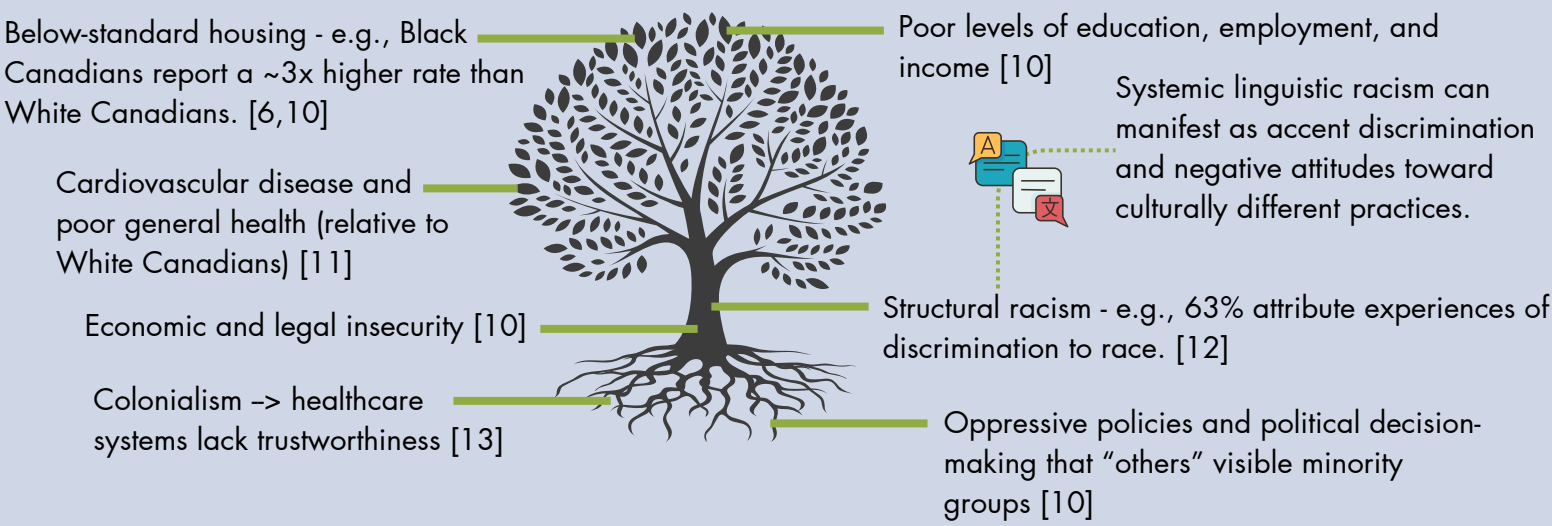 Below-standard housing - e.g., Black
Canadians report a ~3x higher rate than
White Canadians. [6,10]
Poor levels of education, employment, and
income [10]
Systemic linguistic racism can
manifest as accent discrimination
and negative attitudes toward
culturally different practices.
A
文
Cardiovascular disease and
poor general health (relative to
White Canadians) [11]
Structural racism - e.g., 63% attribute experiences of
discrimination to race. [12]
Economic and legal insecurity [10]
Colonialism --> healthcare
systems lack trustworthiness [13]
Oppressive policies and political decision-
making that “others” visible minority
groups [10]